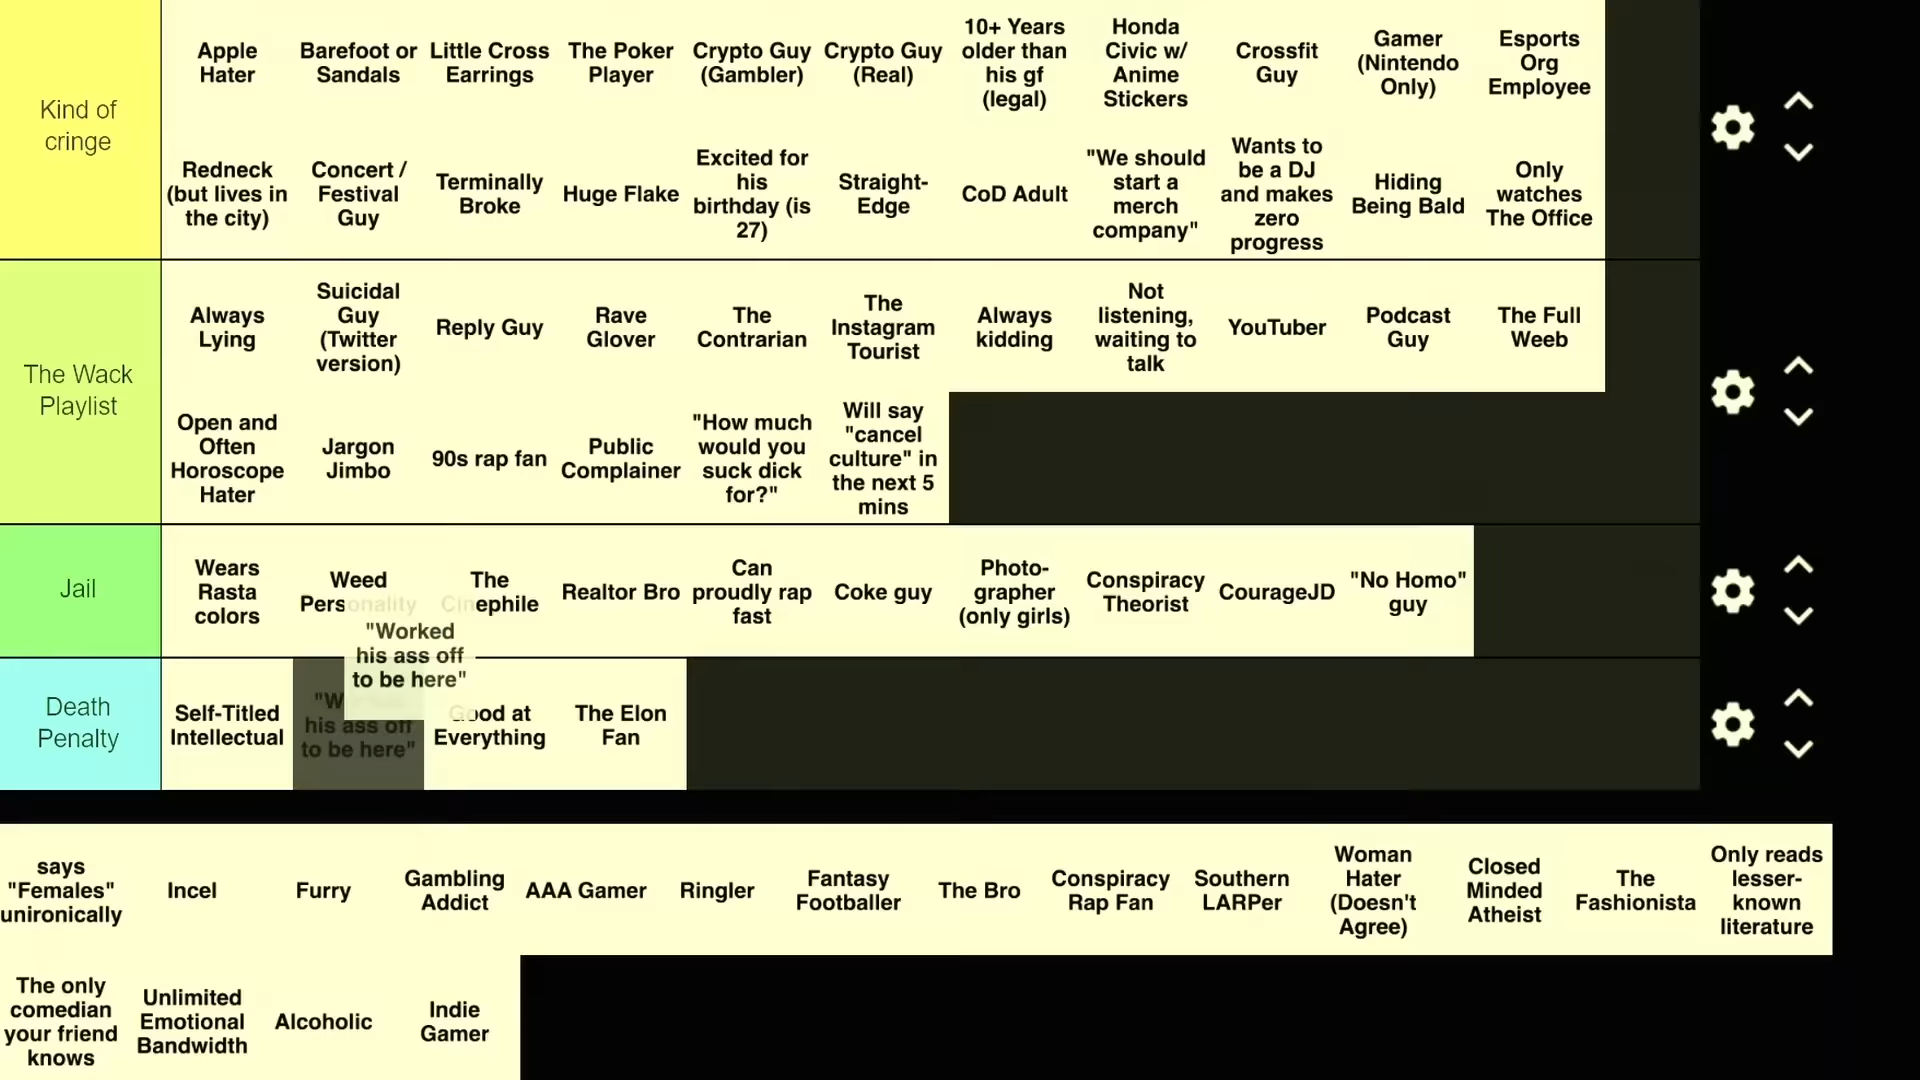 Kind of
cringe
Apple
Hater
Barefoot or
Sandals
Little Cross
Earrings
The Poker
Player
Crypto Guy
(Gambler)
Crypto Guy
(Real)
10+ Years
older than
his gf
(legal)
Honda
Civic w/
Anime
Stickers
Crossfit
Guy
Gamer
(Nintendo
Only)
Esports
Org
Employee
Redneck
(but lives in
the city)
Concert /
Festival
Guy
Terminally
Broke
Huge Flake
Excited for
his
birthday (is
27)
Straight-
Edge
CoD Adult
"We should
start a
merch
company"
Wants to
be a DJ
and makes
zero
progress
Hiding
Being Bald
Only
watches
The Office
The Wack
Playlist
Always
Lying
Suicidal
Guy
(Twitter
version)
Reply Guy
Rave
Glover
The
Contrarian
The
Instagram
Tourist
Always
kidding
Not
listening,
waiting to
talk
YouTuber
Podcast
Guy
The Full
Weeb
Open and
Often
Horoscope
Hater
Jargon
Jimbo
90s rap fan
Public
Complainer
"How much
would you
suck dick
for?"
Will say
"cancel
culture" in
the next 5
mins
Jail
Wears
Rasta
colors
Weed
Personality
The
Cinephile
Realtor Bro
Can
proudly rap
fast
Coke guy
Photo-
grapher
(only girls)
Conspiracy
Theorist
CourageJD
"No Homo"
guy
"Worked
his ass off
to be here"
Death
Penalty
Self-Titled
Intellectual
"Worked
his ass off
to be here"
Good at
Everything
The Elon
Fan
says
"Females"
unironically
Incel
Furry
Gambling
Addict
AAA Gamer
Ringler
Fantasy
Footballer
The Bro
Conspiracy
Rap Fan
Southern
LARPer
Woman
Hater
(Doesn't
Agree)
Closed
Minded
Atheist
The
Fashionista
Only reads
lesser-
known
literature
The only
comedian
your friend
knows
Unlimited
Emotional
Bandwidth
Alcoholic
Indie
Gamer